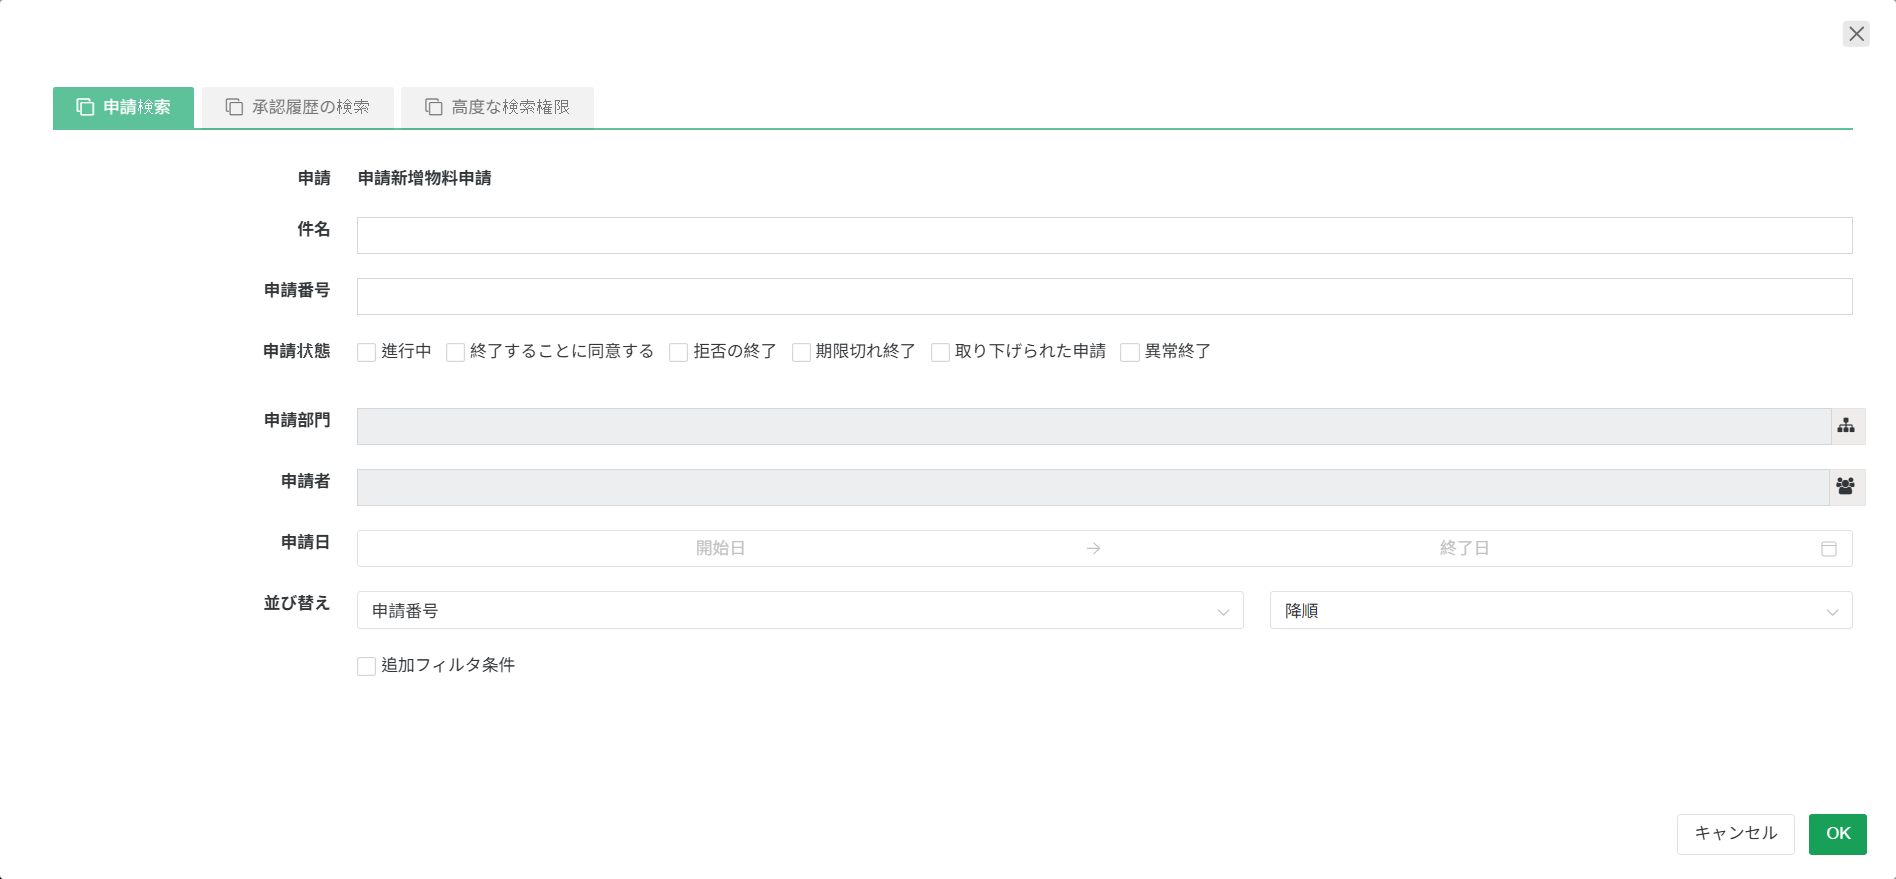 申請検索 承認履歴の検索 高度な検索権限
申請 申請新増物料申請
件名
申請番号
申請状態 進行中 終了することに同意する 拒否の終了 期限切れ終了 取り下げられた申請 異常終了
申請部門
申請者
申請日 開始日 → 終了日
並び替え 申請番号 降順
追加フィルタ条件
キャンセル OK